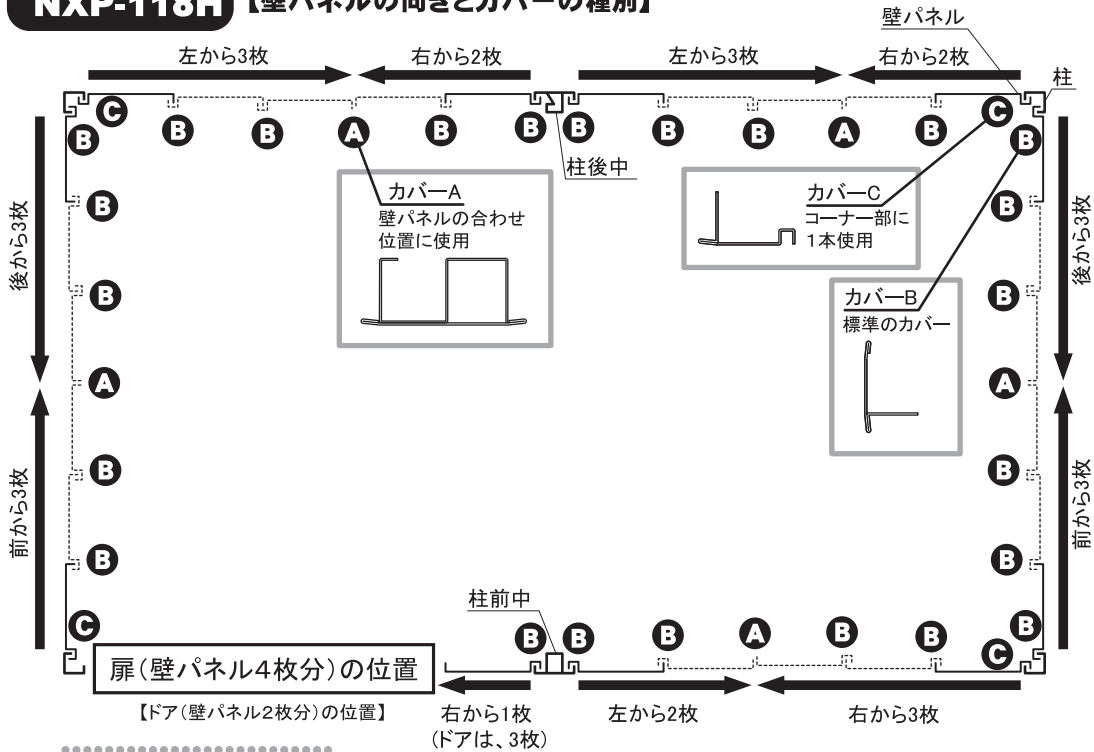 NXP-118H 【壁パネルの向きとカバーの種別】
壁パネル
左から3枚 右から2枚 左から3枚 右から2枚
柱
C B B A B B B B B A B C
B B
柱後中
カバーA
壁パネルの合わせ
位置に使用
カバーC
コーナー部に
1本使用
カバーB
標準のカバー
後から3枚 後から3枚
B B
B B
A A
前から3枚 前から3枚
B B
B B
柱前中
C B B B A B B B
C
扉(壁パネル4枚分)の位置
【ドア(壁パネル2枚分)の位置】
右から1枚 左から2枚 右から3枚
(ドアは、3枚)